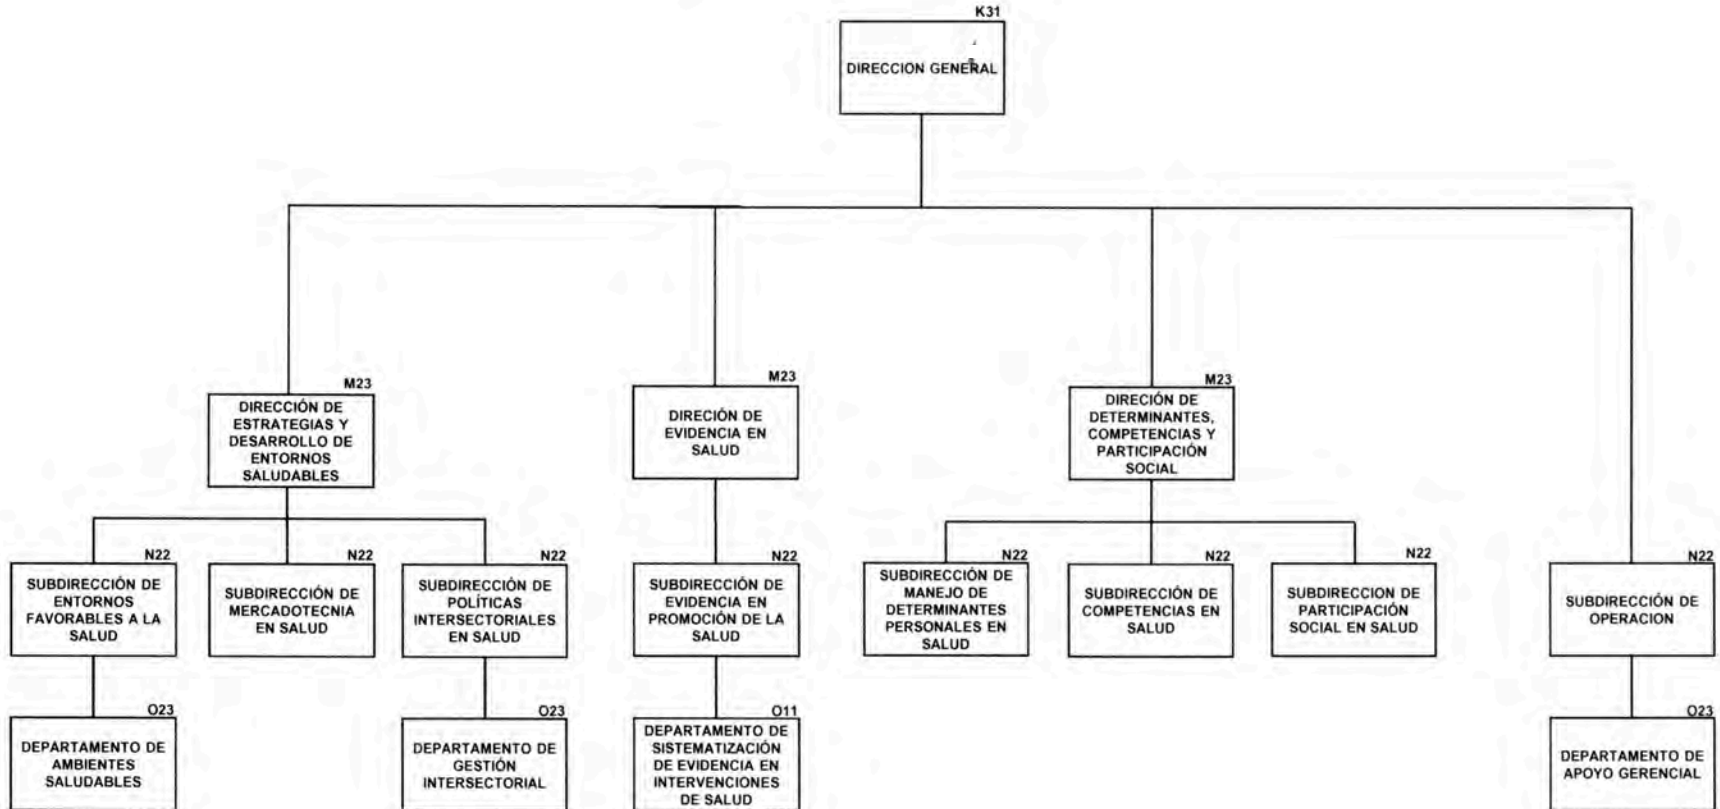 K31
DIRECCION GENERAL
M23
DIRECCIÓN DE
ESTRATEGIAS Y
DESARROLLO DE
ENTORNOS
SALUDABLES
M23
DIRECIÓN DE
EVIDENCIA EN
SALUD
M23
DIRECIÓN DE
DETERMINANTES,
COMPETENCIAS Y
PARTICIPACIÓN
SOCIAL
N22
SUBDIRECCIÓN DE
ENTORNOS
FAVORABLES A LA
SALUD
N22
SUBDIRECCIÓN DE
MERCADOTECNIA
EN SALUD
N22
SUBDIRECCIÓN DE
POLÍTICAS
INTERSECTORIALES
EN SALUD
N22
SUBDIRECCIÓN DE
EVIDENCIA EN
PROMOCIÓN DE LA
SALUD
N22
SUBDIRECCIÓN DE
MANEJO DE
DETERMINANTES
PERSONALES EN
SALUD
N22
SUBDIRECCIÓN DE
COMPETENCIAS EN
SALUD
N22
SUBDIRECCION DE
PARTICIPACIÓN
SOCIAL EN SALUD
N22
SUBDIRECCIÓN DE
OPERACION
O23
DEPARTAMENTO DE
AMBIENTES
SALUDABLES
O23
DEPARTAMENTO DE
GESTIÓN
INTERSECTORIAL
O11
DEPARTAMENTO DE
SISTEMATIZACIÓN
DE EVIDENCIA EN
INTERVENCIONES
DE SALUD
O23
DEPARTAMENTO DE
APOYO GERENCIAL